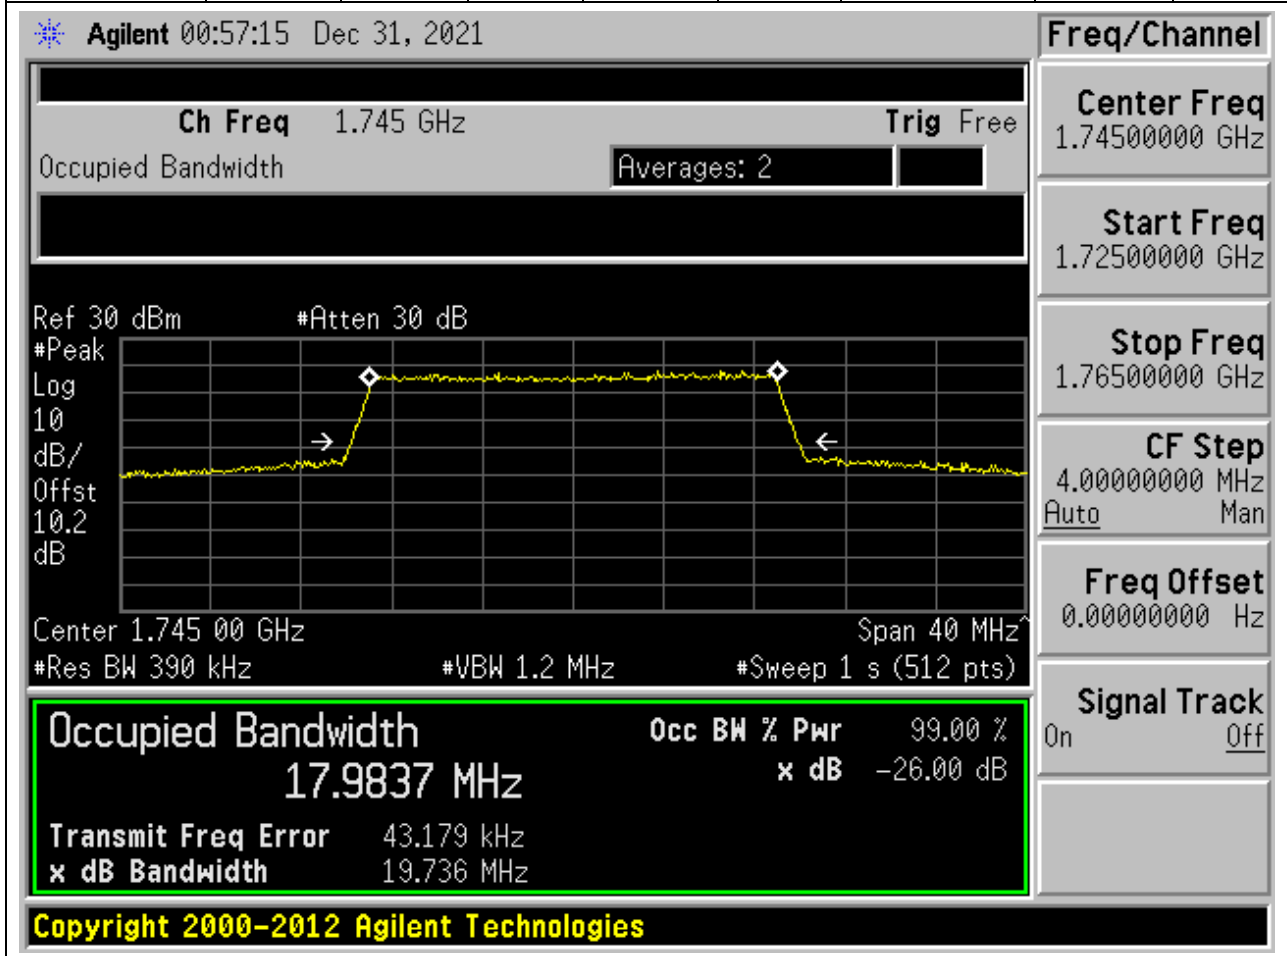 Agilent 00:57:15 Dec 31, 2021
Freq/Channel
Ch Freq 1.745 GHz
Trig Free
Occupied Bandwidth
Averages: 2
Center Freq
1.74500000 GHz
Start Freq
1.72500000 GHz
Stop Freq
1.76500000 GHz
CF Step
4.00000000 MHz
Auto Man
Freq Offset
0.00000000 Hz
Signal Track
On Off
Ref 30 dBm #Atten 30 dB
#Peak
Log
10
dB/
Offst
10.2
dB
Center 1.745 00 GHz Span 40 MHz^
#Res BW 390 kHz #VBW 1.2 MHz #Sweep 1 s (512 pts)
Occupied Bandwidth
17.9837 MHz
Occ BW % Pwr 99.00 %
x dB -26.00 dB
Transmit Freq Error 43.179 kHz
x dB Bandwidth 19.736 MHz
Copyright 2000-2012 Agilent Technologies